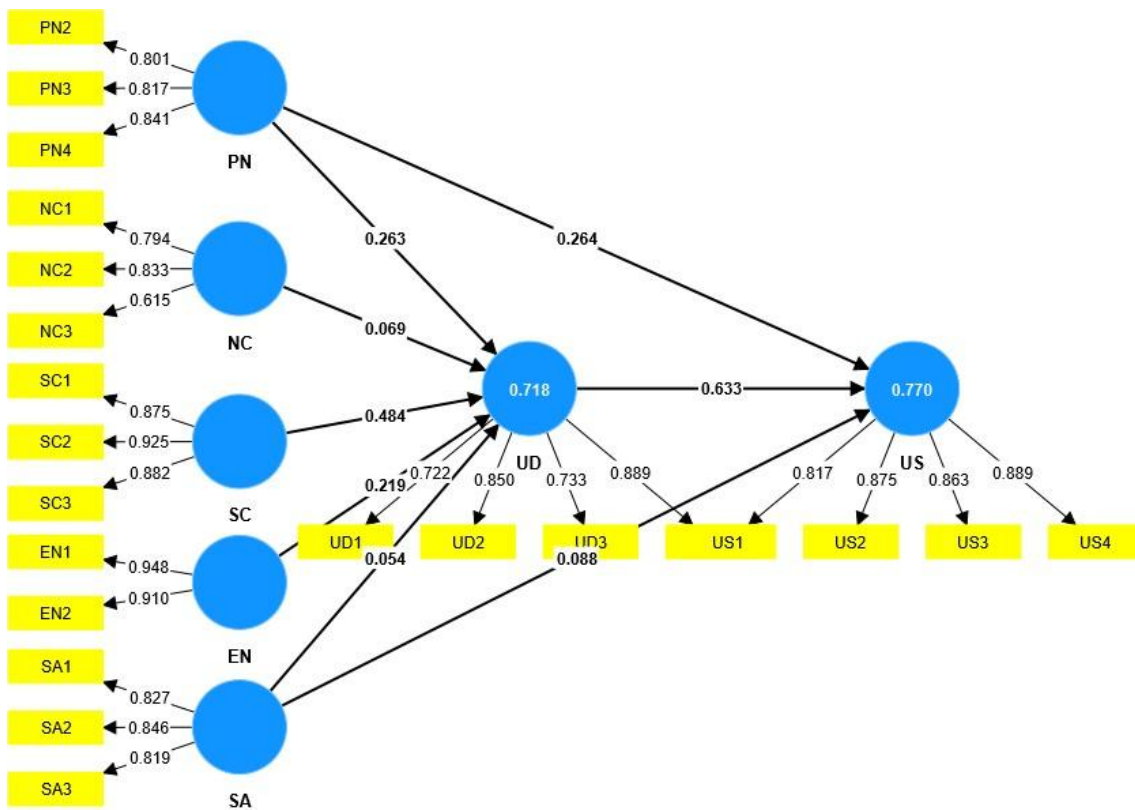 PN2
0.801
PN3
0.817
PN4
0.841
PN
NC1
0.794
NC2
0.833
NC3
0.615
NC
SC1
0.875
SC2
0.925
SC3
0.882
SC
EN1
0.948
EN2
0.910
EN
SA1
0.827
SA2
0.846
SA3
0.819
SA
0.263
0.264
0.069
0.484
0.219
0.054
0.088
0.718
UD
0.633
0.770
US
0.722
0.850
0.733
0.889
0.817
0.875
0.863
0.889
UD1
UD2
UD3
US1
US2
US3
US4